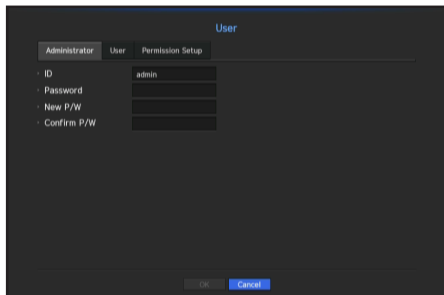 User
Administrator User Permission Setup
· ID admin
· Password
· New P/W
· Confirm P/W
OK Cancel